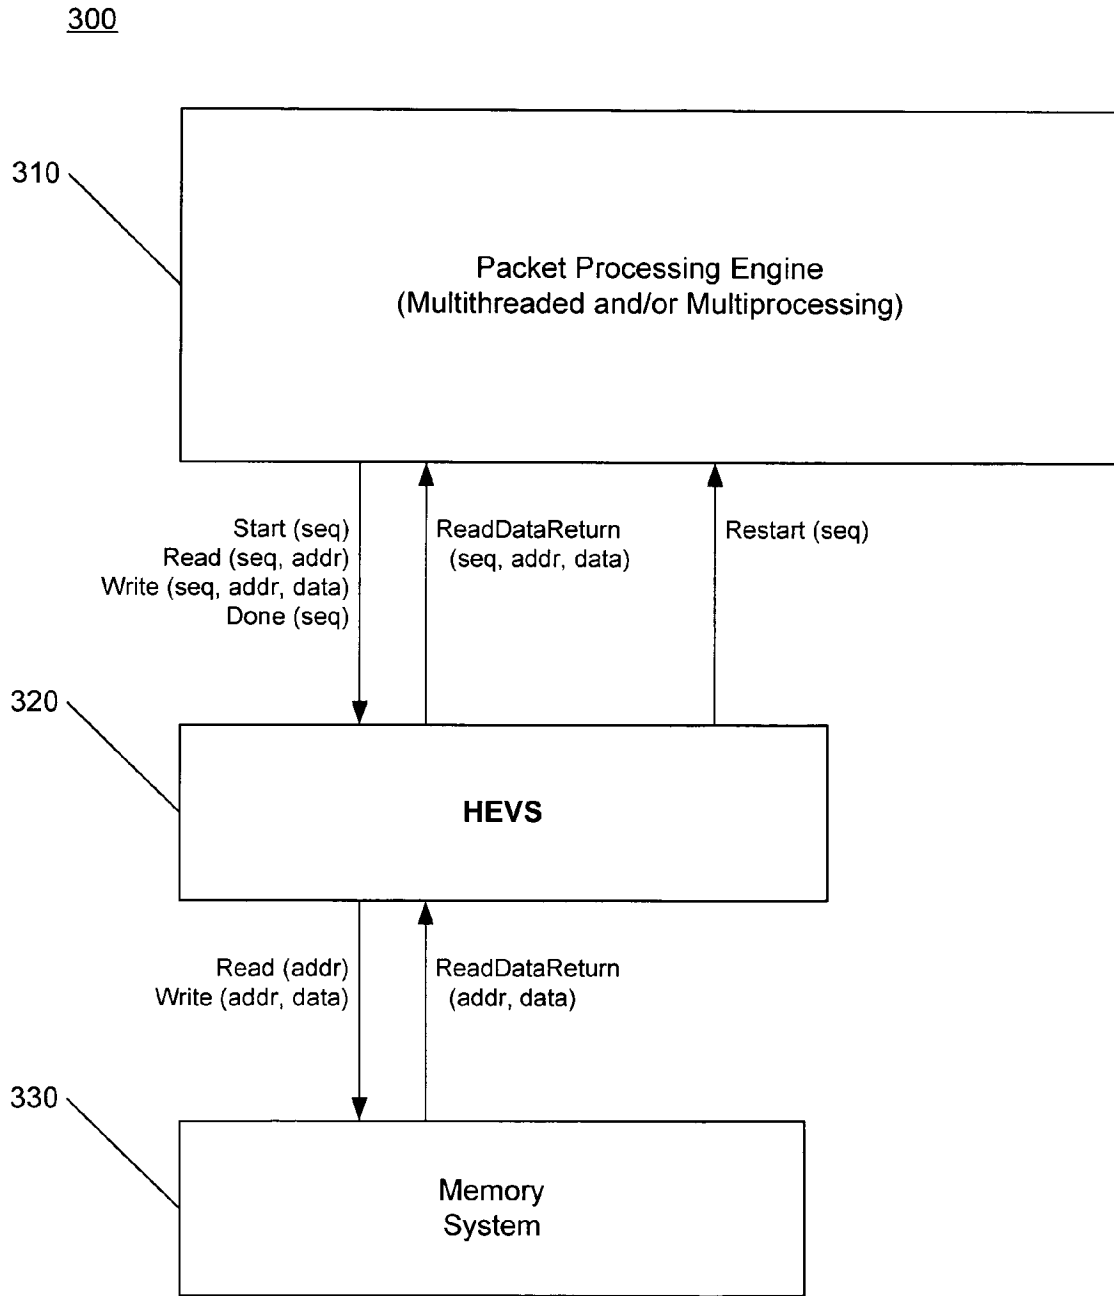 300
310
Packet Processing Engine
(Multithreaded and/or Multiprocessing)
Start (seq)
Read (seq, addr)
Write (seq, addr, data)
Done (seq)
ReadDataReturn
(seq, addr, data)
Restart (seq)
320
HEVS
Read (addr)
Write (addr, data)
ReadDataReturn
(addr, data)
330
Memory
System